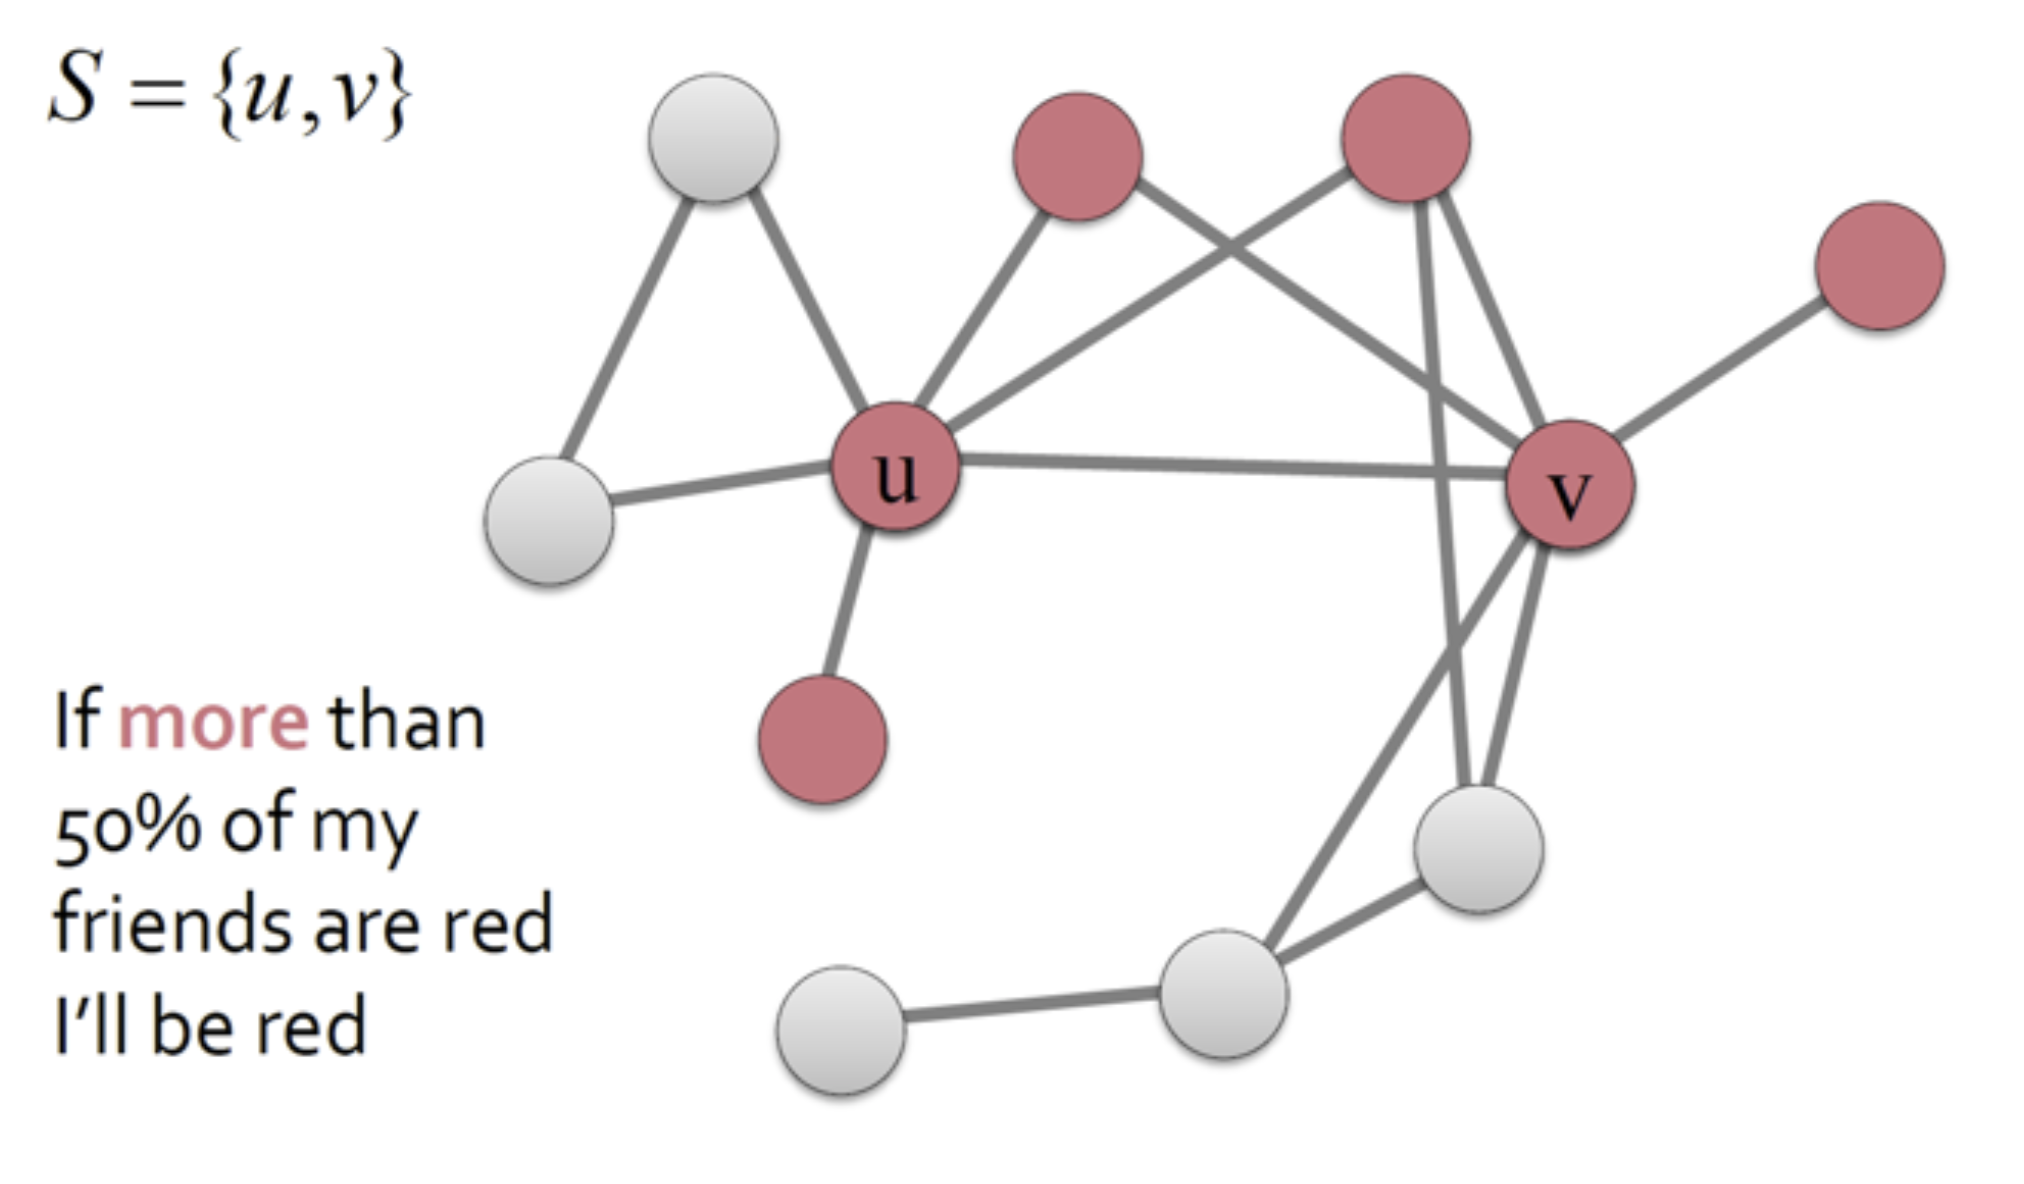 S = {u, v}
u
v
If more than
50% of my
friends are red
I'll be red